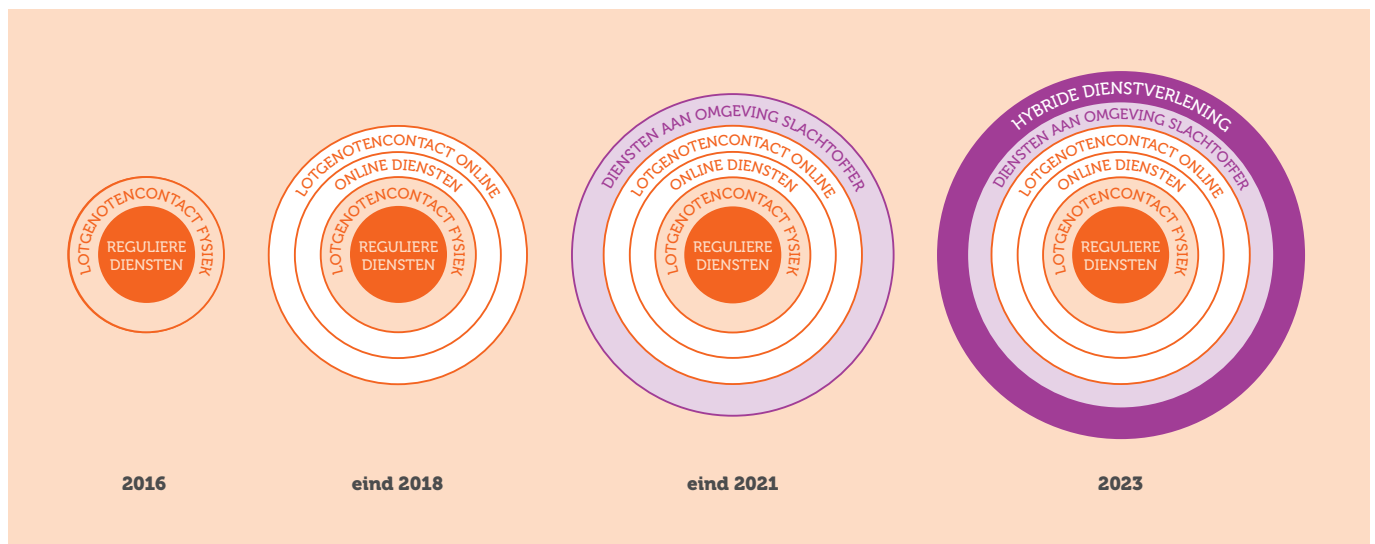 LOTGENOTENCONTACT FYSIEK
REGULIERE
DIENSTEN
2016
LOTGENOTENCONTACT ONLINE
ONLINE DIENSTEN
LOTGENOTENCONTACT FYSIEK
REGULIERE
DIENSTEN
eind 2018
DIENSTEN AAN OMGEVING SLACHTOFFER
LOTGENOTENCONTACT ONLINE
ONLINE DIENSTEN
LOTGENOTENCONTACT FYSIEK
REGULIERE
DIENSTEN
eind 2021
HYBRIDE DIENSTVERLENING
DIENSTEN AAN OMGEVING SLACHTOFFER
LOTGENOTENCONTACT ONLINE
ONLINE DIENSTEN
LOTGENOTENCONTACT FYSIEK
REGULIERE
DIENSTEN
2023